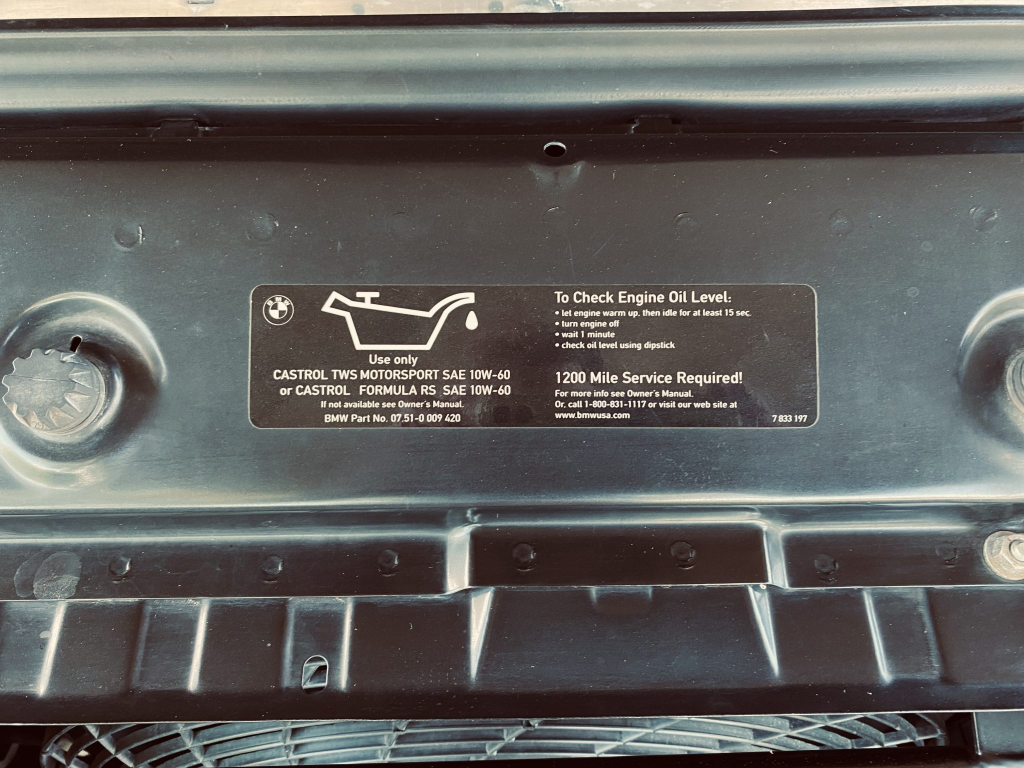 BMW
Use only
CASTROL TWS MOTORSPORT SAE 10W-60
or CASTROL FORMULA RS SAE 10W-60
If not available see Owner's Manual.
BMW Part No. 07.51-0 009 420
To Check Engine Oil Level:
• let engine warm up, then idle for at least 15 sec.
• turn engine off
• wait 1 minute
• check oil level using dipstick
1200 Mile Service Required!
For more info see Owner's Manual.
Or, call 1-800-831-1117 or visit our web site at
www.bmwusa.com
7 833 197